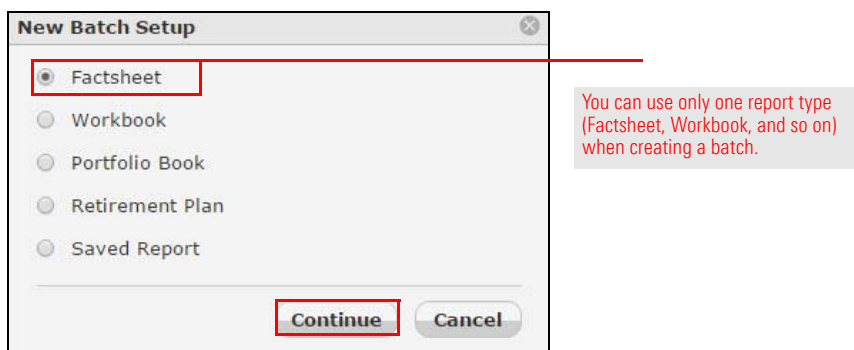 New Batch Setup
Factsheet
Workbook
Portfolio Book
Retirement Plan
Saved Report
Continue
Cancel
You can use only one report type
(Factsheet, Workbook, and so on)
when creating a batch.